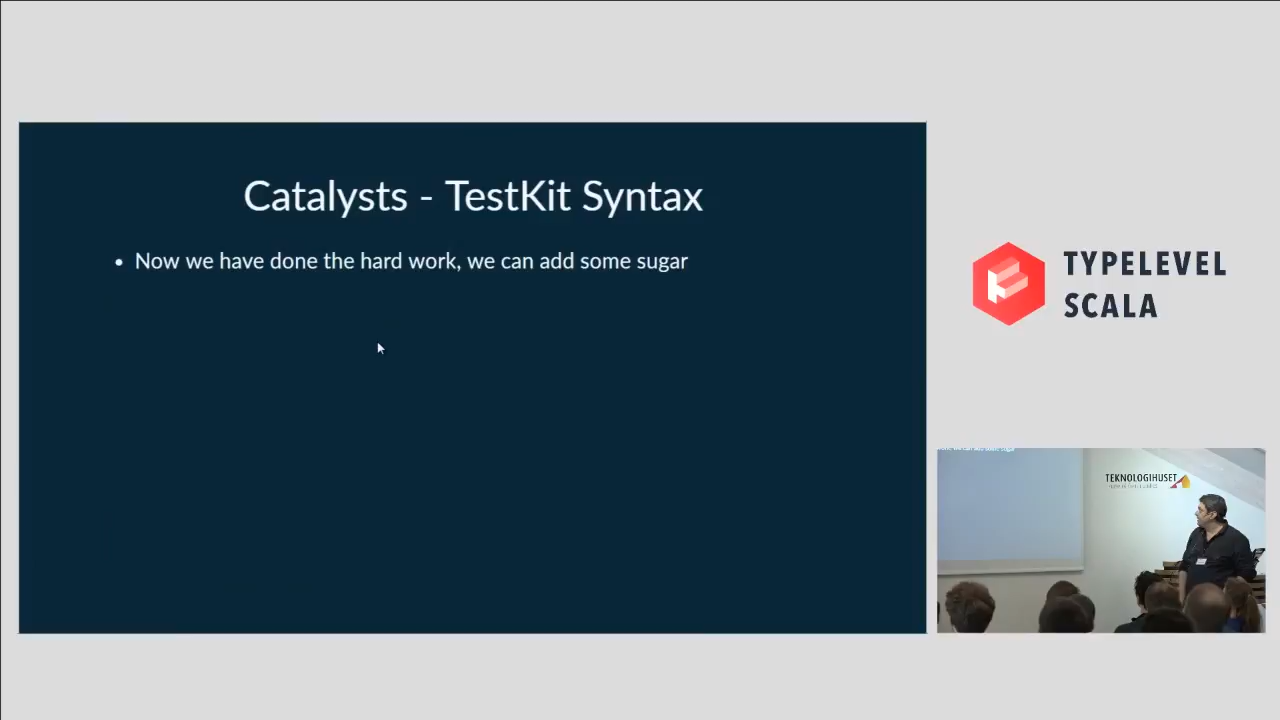 Catalysts - TestKit Syntax
• Now we have done the hard work, we can add some sugar
TYPELEVEL
SCALA
TEKNOLOGIHUSET